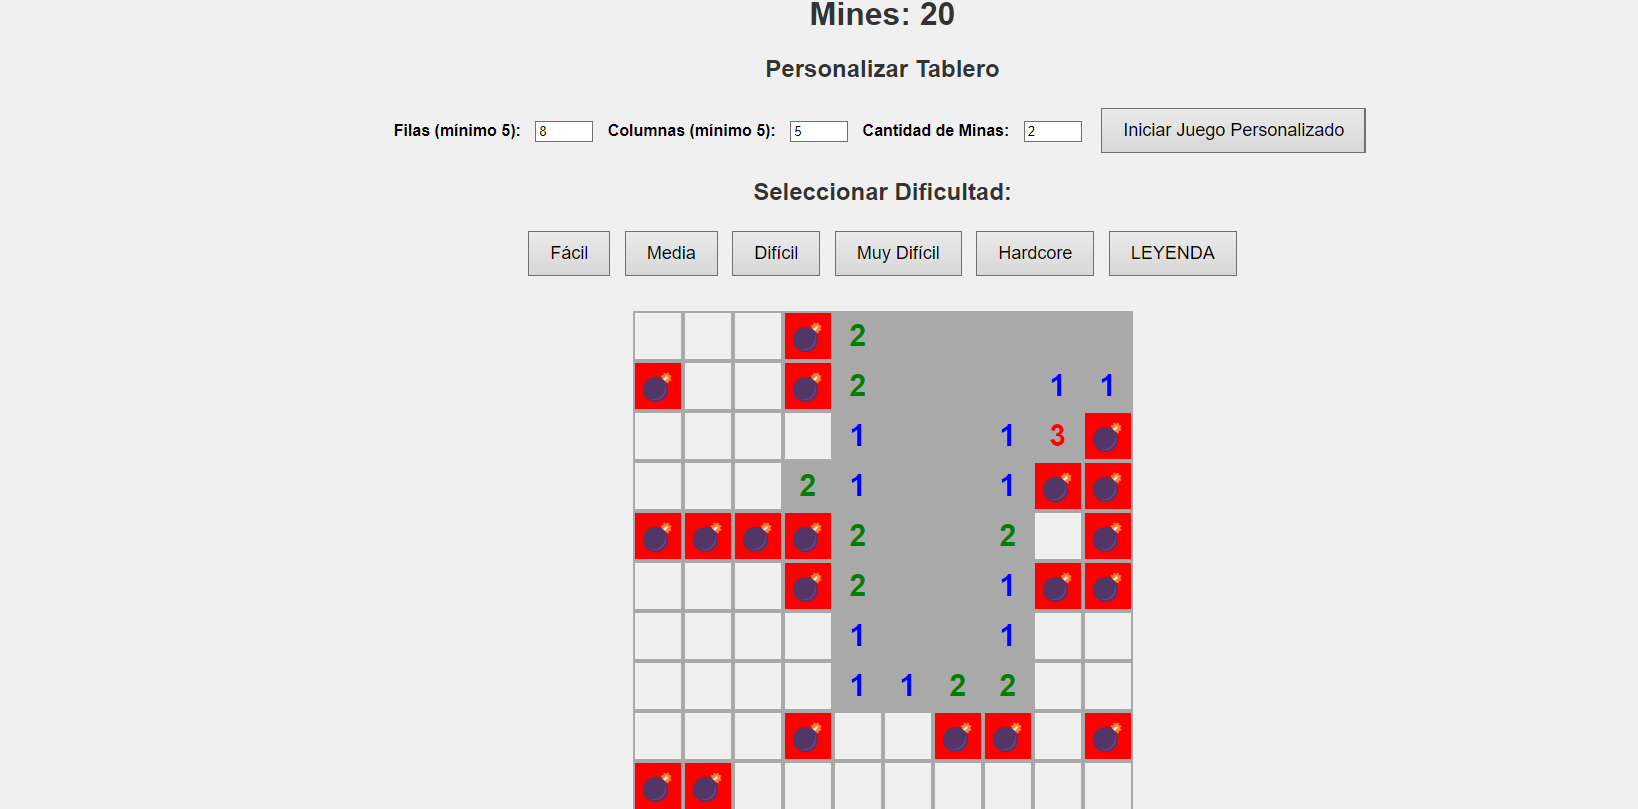 Mines: 20
Personalizar Tablero
Filas (mínimo 5): 8 Columnas (mínimo 5): 5 Cantidad de Minas: 2 Iniciar Juego Personalizado
Seleccionar Dificultad:
Fácil Media Difícil Muy Difícil Hardcore LEYENDA
2
2 1 1
1 1 3
2 1 1
2 2
2 1
1 1
1 1 2 2